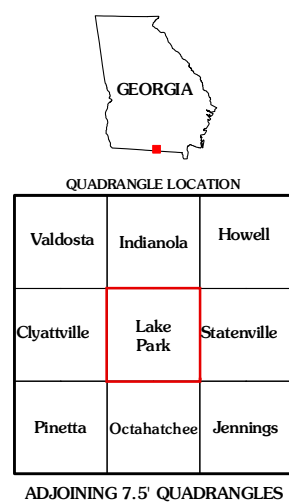 GEORGIA
QUADRANGLE LOCATION
Valdosta Indianola Howell
Clyattville Lake Park Statenville
Pinetta Octahatchee Jennings
ADJOINING 7.5' QUADRANGLES